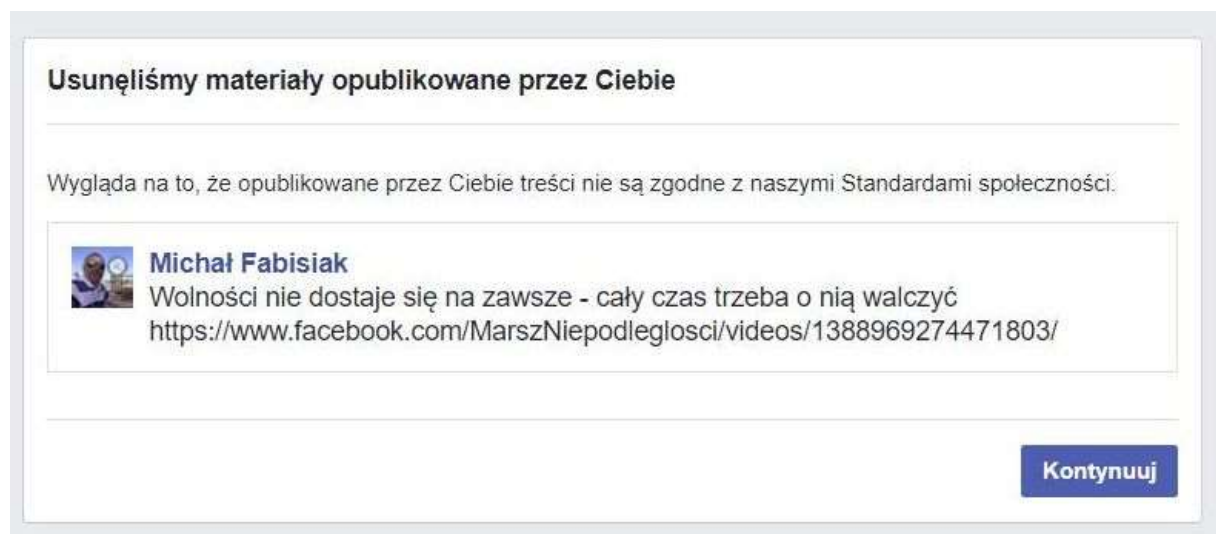 Usunęliśmy materiały opublikowane przez Ciebie
Wygląda na to, że opublikowane przez Ciebie treści nie są zgodne z naszymi Standardami społeczności.
Michał Fabisiak
Wolności nie dostaje się na zawsze - cały czas trzeba o nią walczyć
https://www.facebook.com/MarszNiepodleglosci/videos/1388969274471803/
Kontynuuj